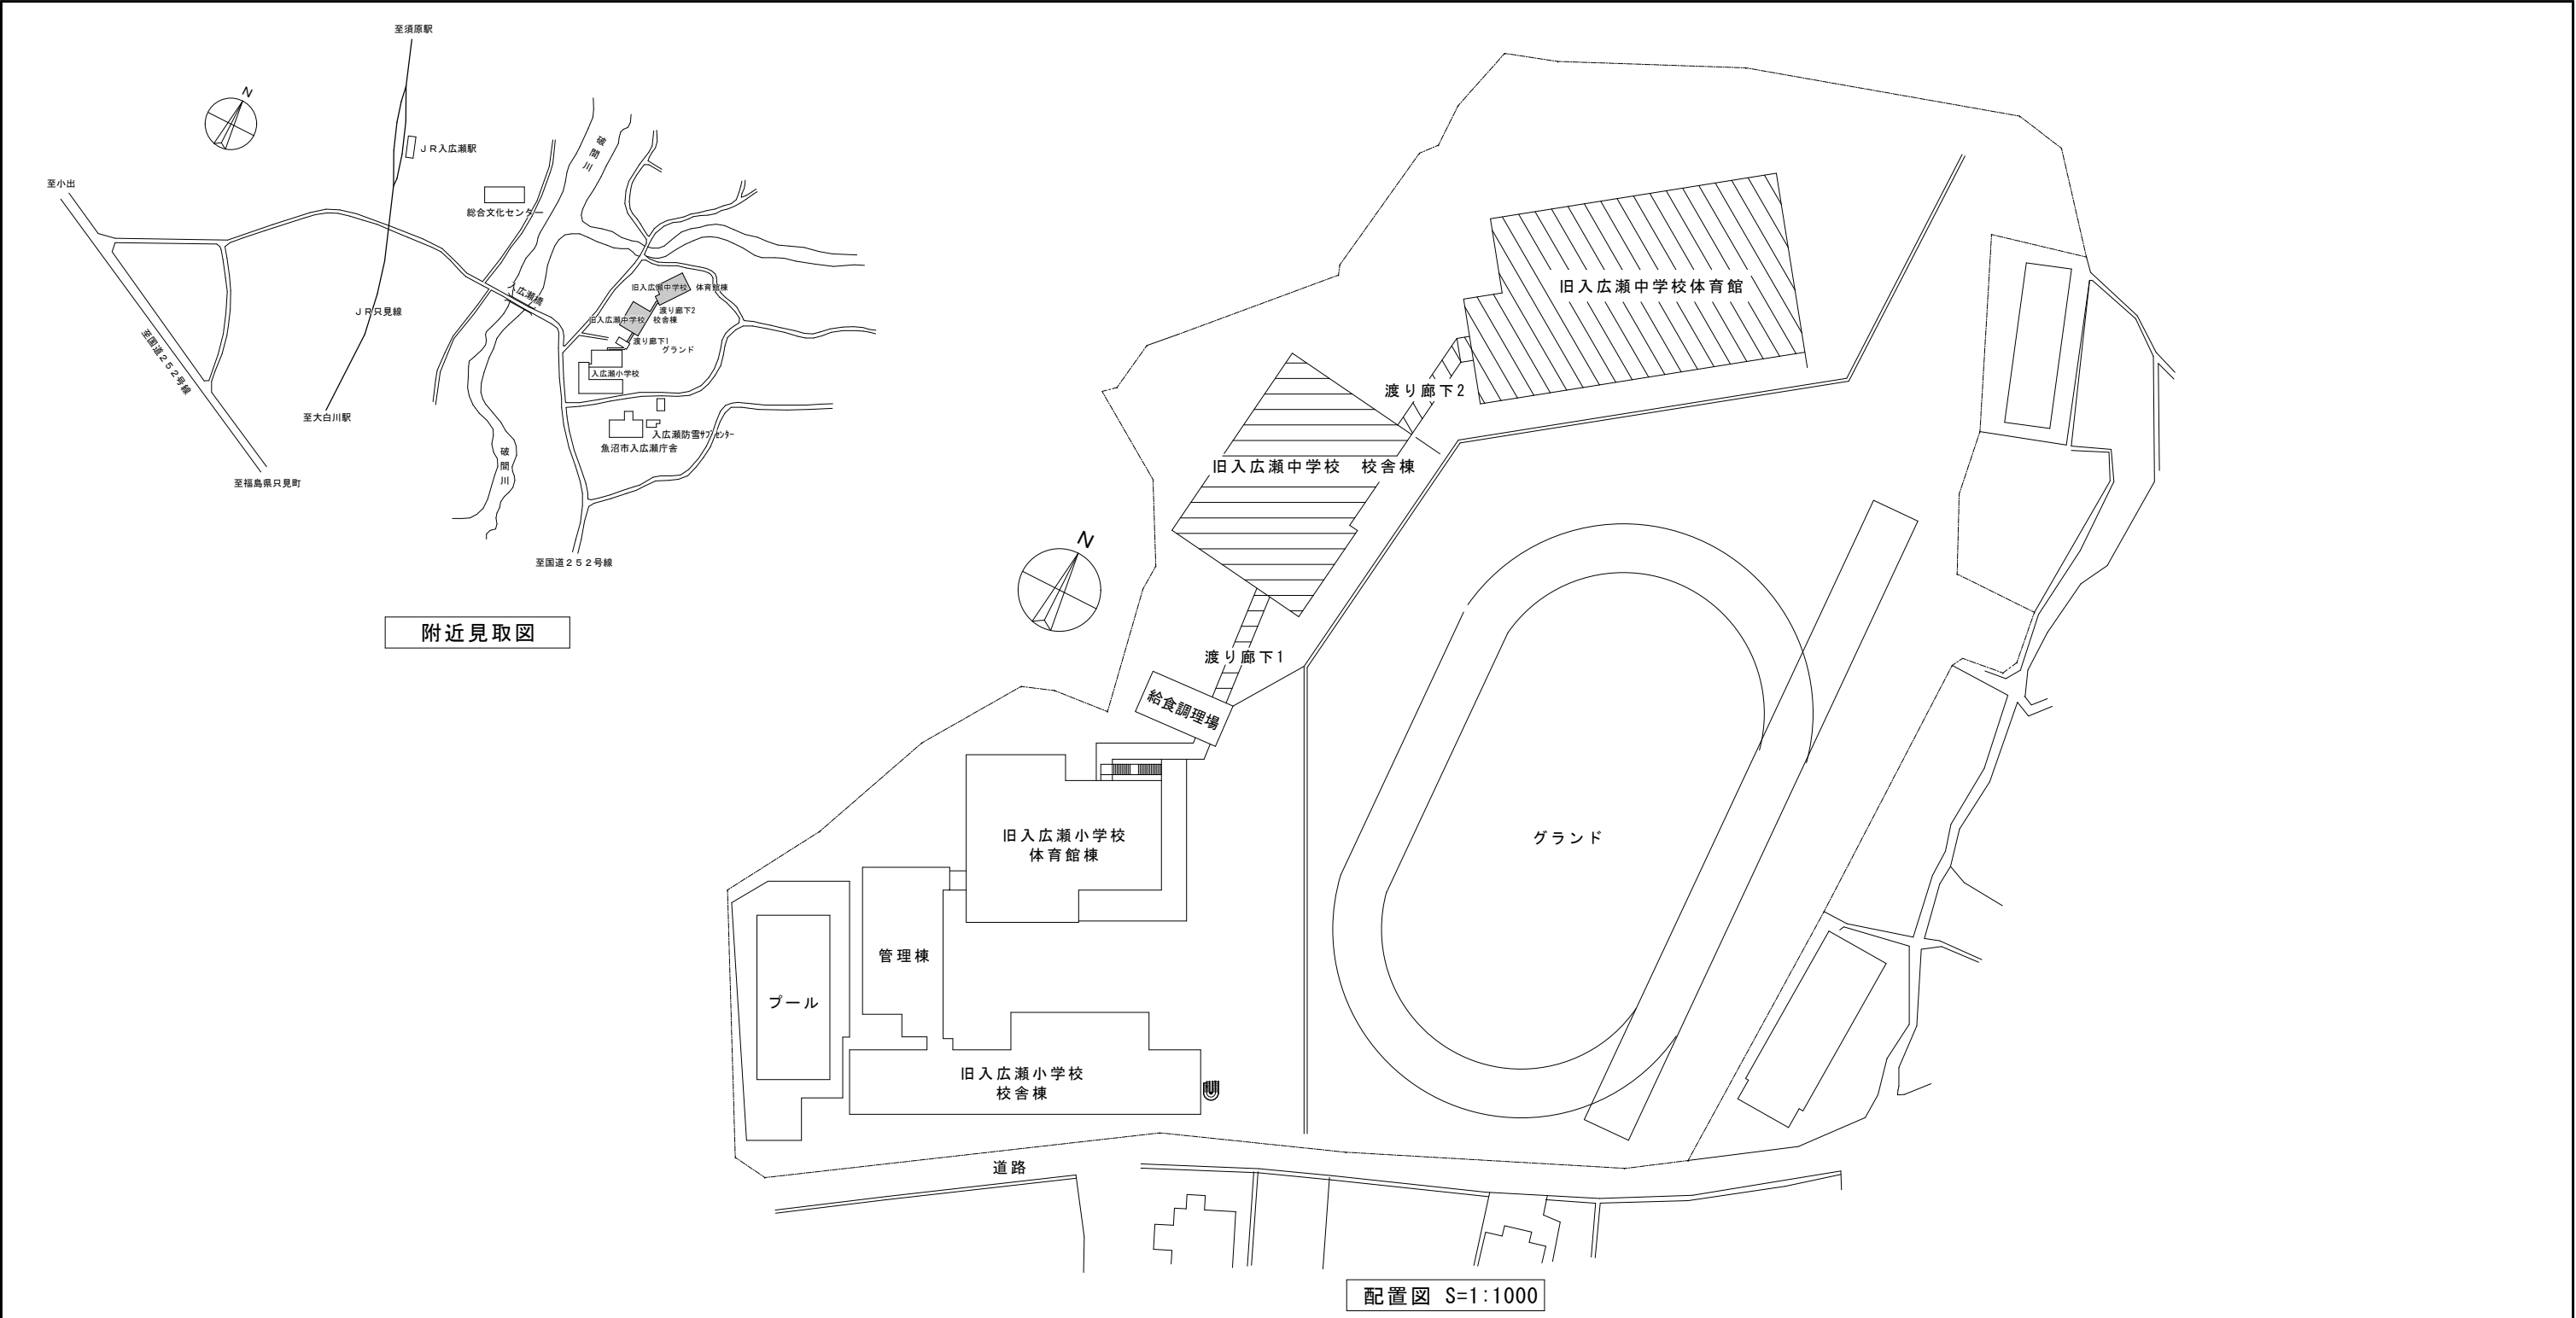 至須原駅
N
ＪＲ入広瀬駅
至小出
総合文化センター
破間川
入広瀬橋
旧入広瀬中学校　体育館棟
渡り廊下2
旧入広瀬中学校　校舎棟
渡り廊下1
グランド
入広瀬小学校
ＪＲ只見線
至国道２５２号線
至大白川駅
入広瀬防雪サブセンター
魚沼市入広瀬庁舎
破間川
至福島県只見町
至国道２５２号線
附近見取図
旧入広瀬中学校体育館
渡り廊下2
旧入広瀬中学校　校舎棟
N
渡り廊下1
給食調理場
旧入広瀬小学校
体育館棟
グランド
管理棟
プール
旧入広瀬小学校
校舎棟
道路
配置図 S=1:1000